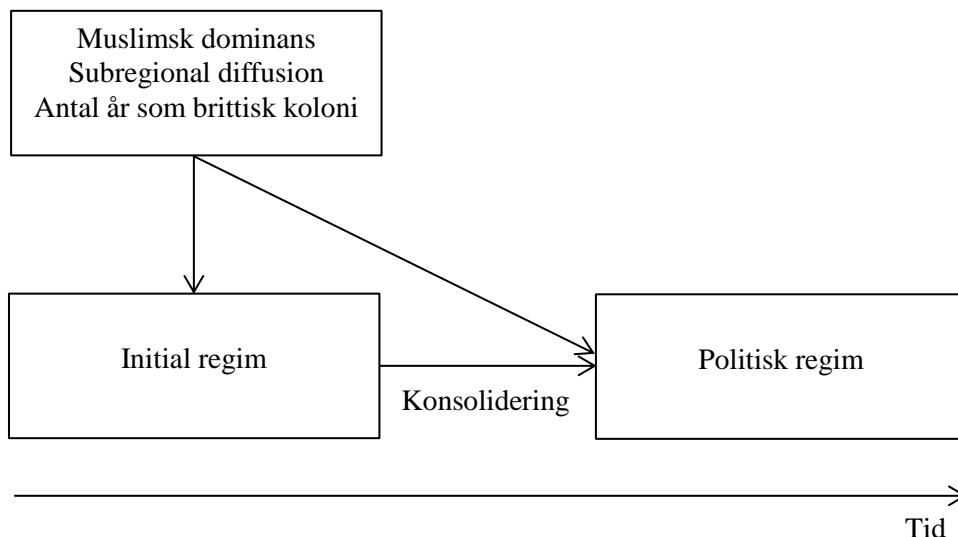 Muslimsk dominans
Subregional diffusion
Antal år som brittisk koloni
Initial regim
Politisk regim
Konsolidering
Tid